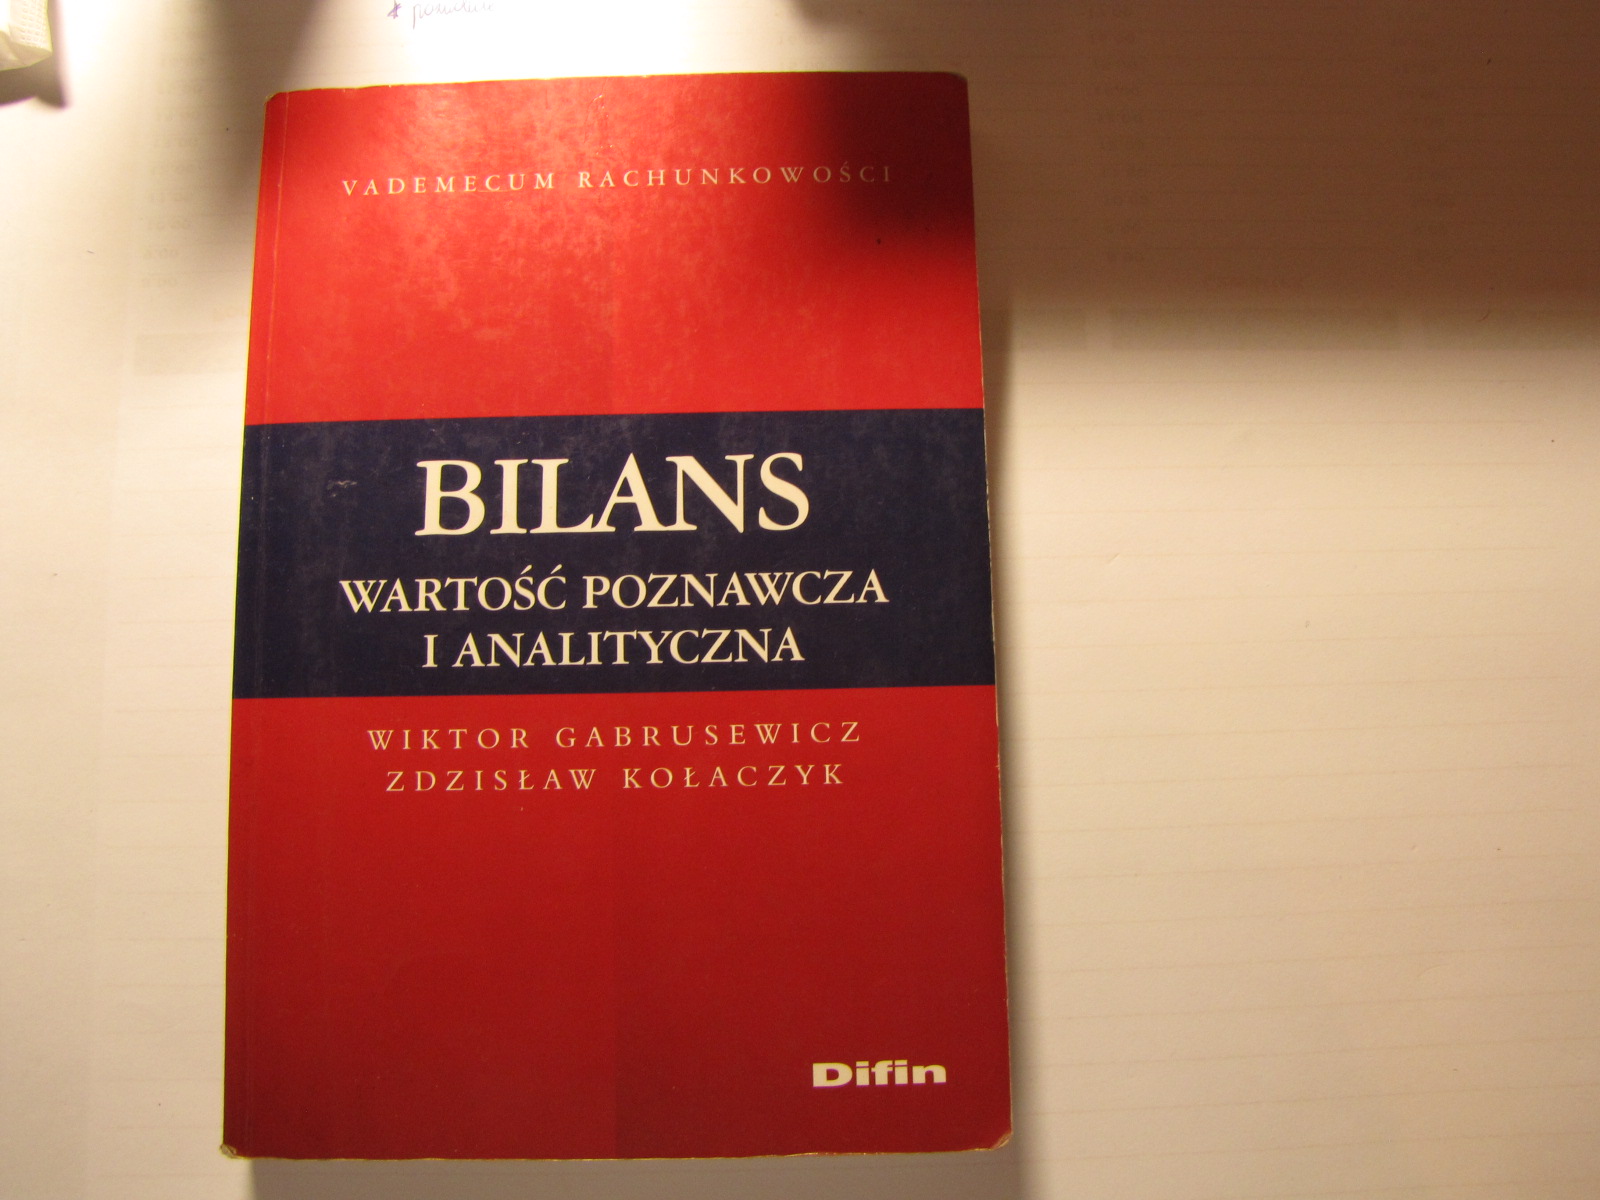 VADEMECUM RACHUNKOWOŚCI
BILANS
WARTOŚĆ POZNAWCZA
I ANALITYCZNA
WIKTOR GABRUSEWICZ
ZDZISŁAW KOŁACZYK
Difin